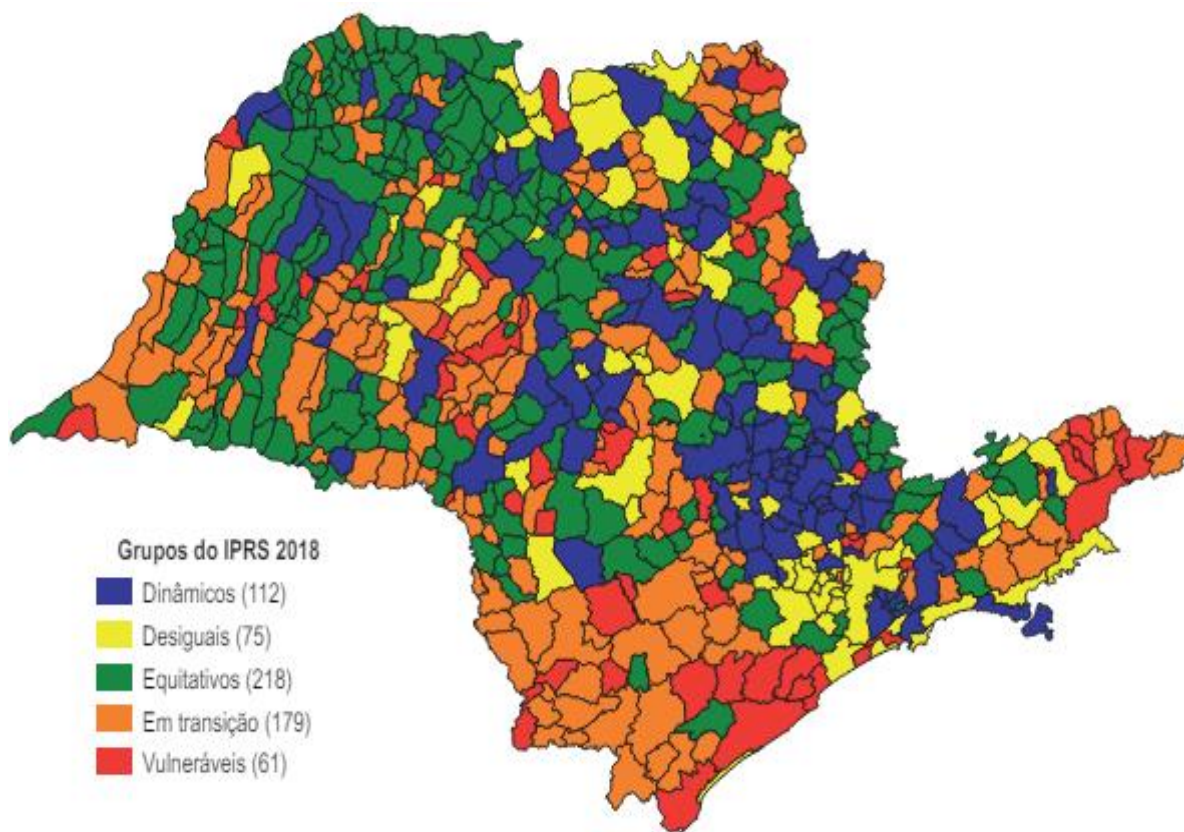 Grupos do IPRS 2018
Dinâmicos (112)
Desiguais (75)
Equitativos (218)
Em transição (179)
Vulneráveis (61)